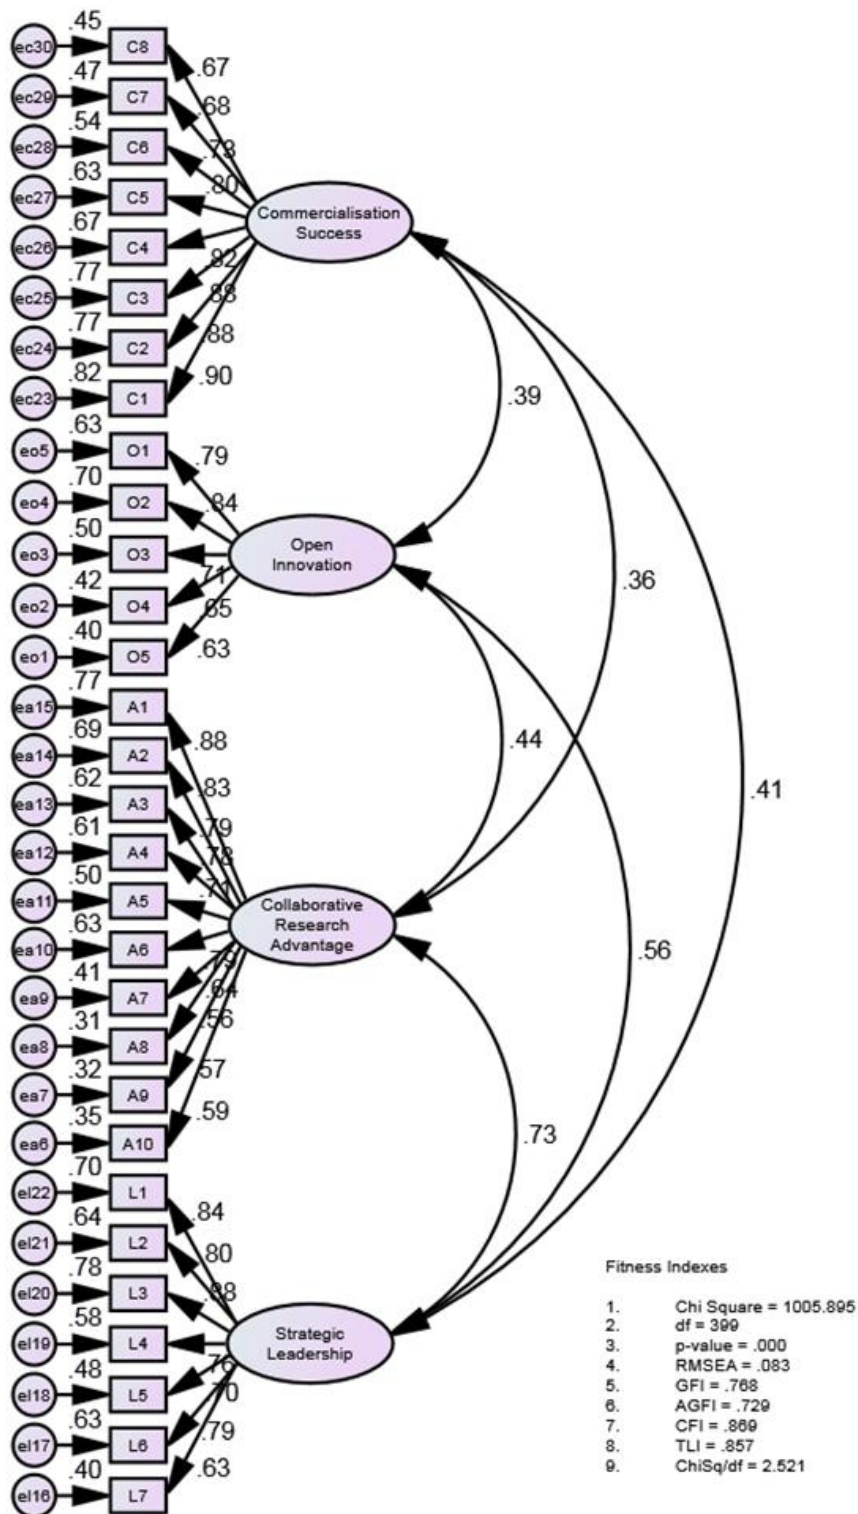 .45
ec30 C8
.67
.47
ec29 C7
.68
.54
ec28 C6
.73
.63
ec27 C5
.80
.67
ec26 C4
.82
.77
ec25 C3
.88
.77
ec24 C2
.88
.82
ec23 C1
.90
Commercialisation
Success
.63
eo5 O1
.79
.70
eo4 O2
.84
.50
eo3 O3
.71
.42
eo2 O4
.65
.40
eo1 O5
.63
Open
Innovation
.77
ea15 A1
.88
.69
ea14 A2
.83
.62
ea13 A3
.79
.61
ea12 A4
.78
.50
ea11 A5
.71
.63
ea10 A6
.79
.41
ea9 A7
.64
.31
ea8 A8
.56
.32
ea7 A9
.57
.35
ea6 A10
.59
Collaborative
Research
Advantage
.70
el22 L1
.84
.64
el21 L2
.80
.78
el20 L3
.88
.58
el19 L4
.76
.48
el18 L5
.70
.63
el17 L6
.79
.40
el16 L7
.63
Strategic
Leadership
.39
.36
.44
.41
.56
.73
Fitness Indexes
1. Chi Square = 1005.895
2. df = 399
3. p-value = .000
4. RMSEA = .083
5. GFI = .768
6. AGFI = .729
7. CFI = .869
8. TLI = .857
9. ChiSq/df = 2.521